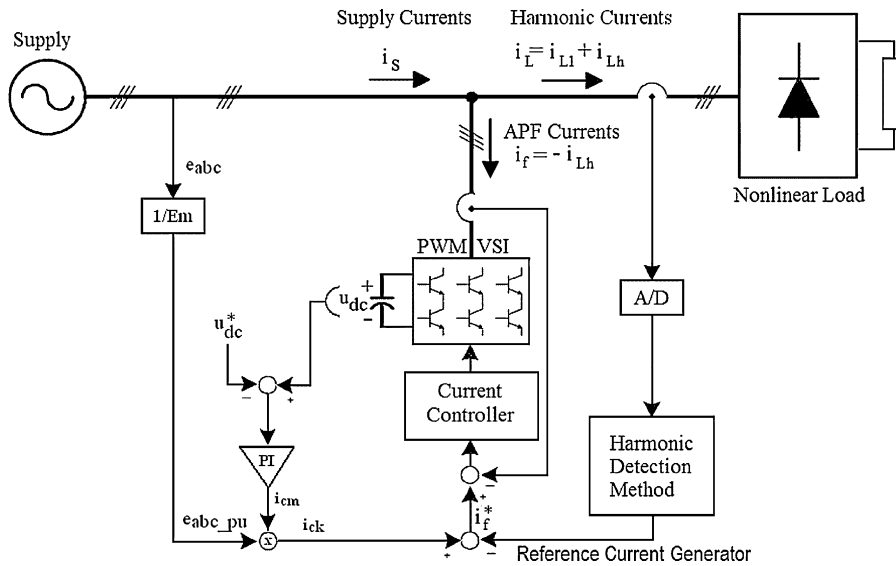 Supply
Supply Currents
i_S
Harmonic Currents
i_L = i_L1 + i_Lh
APF Currents
i_f = - i_Lh
Nonlinear Load
e_abc
1/Em
PWM VSI
+
u_dc
-
A/D
u*_dc
-
+
Current
Controller
PI
Harmonic
Detection
Method
i_cm
-
+
i*_f
e_abc_pu
x
i_ck
+
-
Reference Current Generator